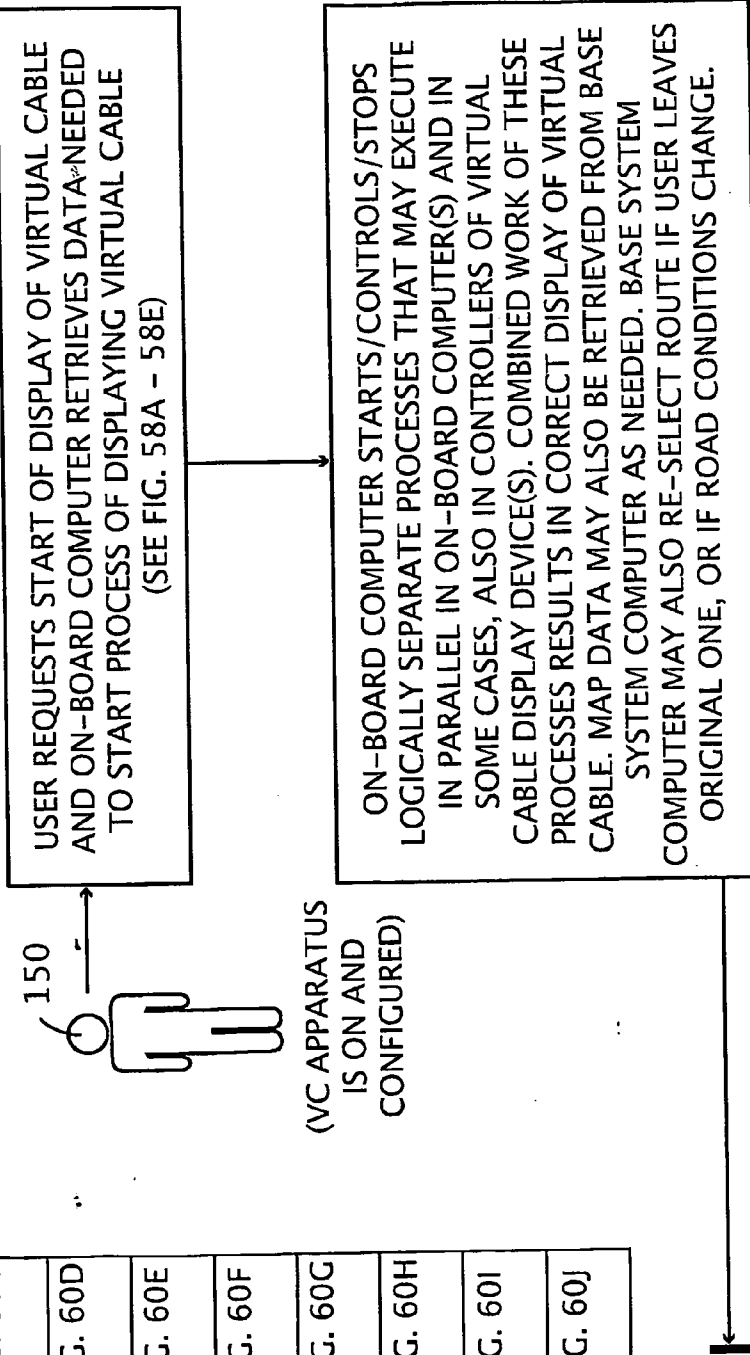 USER REQUESTS START OF DISPLAY OF VIRTUAL CABLE
AND ON-BOARD COMPUTER RETRIEVES DATA NEEDED
TO START PROCESS OF DISPLAYING VIRTUAL CABLE
(SEE FIG. 58A – 58E)
150
(VC APPARATUS
IS ON AND
CONFIGURED)
ON-BOARD COMPUTER STARTS/CONTROLS/STOPS
LOGICALLY SEPARATE PROCESSES THAT MAY EXECUTE
IN PARALLEL IN ON-BOARD COMPUTER(S) AND IN
SOME CASES, ALSO IN CONTROLLERS OF VIRTUAL
CABLE DISPLAY DEVICE(S). COMBINED WORK OF THESE
PROCESSES RESULTS IN CORRECT DISPLAY OF VIRTUAL
CABLE. MAP DATA MAY ALSO BE RETRIEVED FROM BASE
SYSTEM COMPUTER AS NEEDED. BASE SYSTEM
COMPUTER MAY ALSO RE-SELECT ROUTE IF USER LEAVES
ORIGINAL ONE, OR IF ROAD CONDITIONS CHANGE.
G. 60D
G. 60E
G. 60F
G. 60G
G. 60H
G. 60I
G. 60J